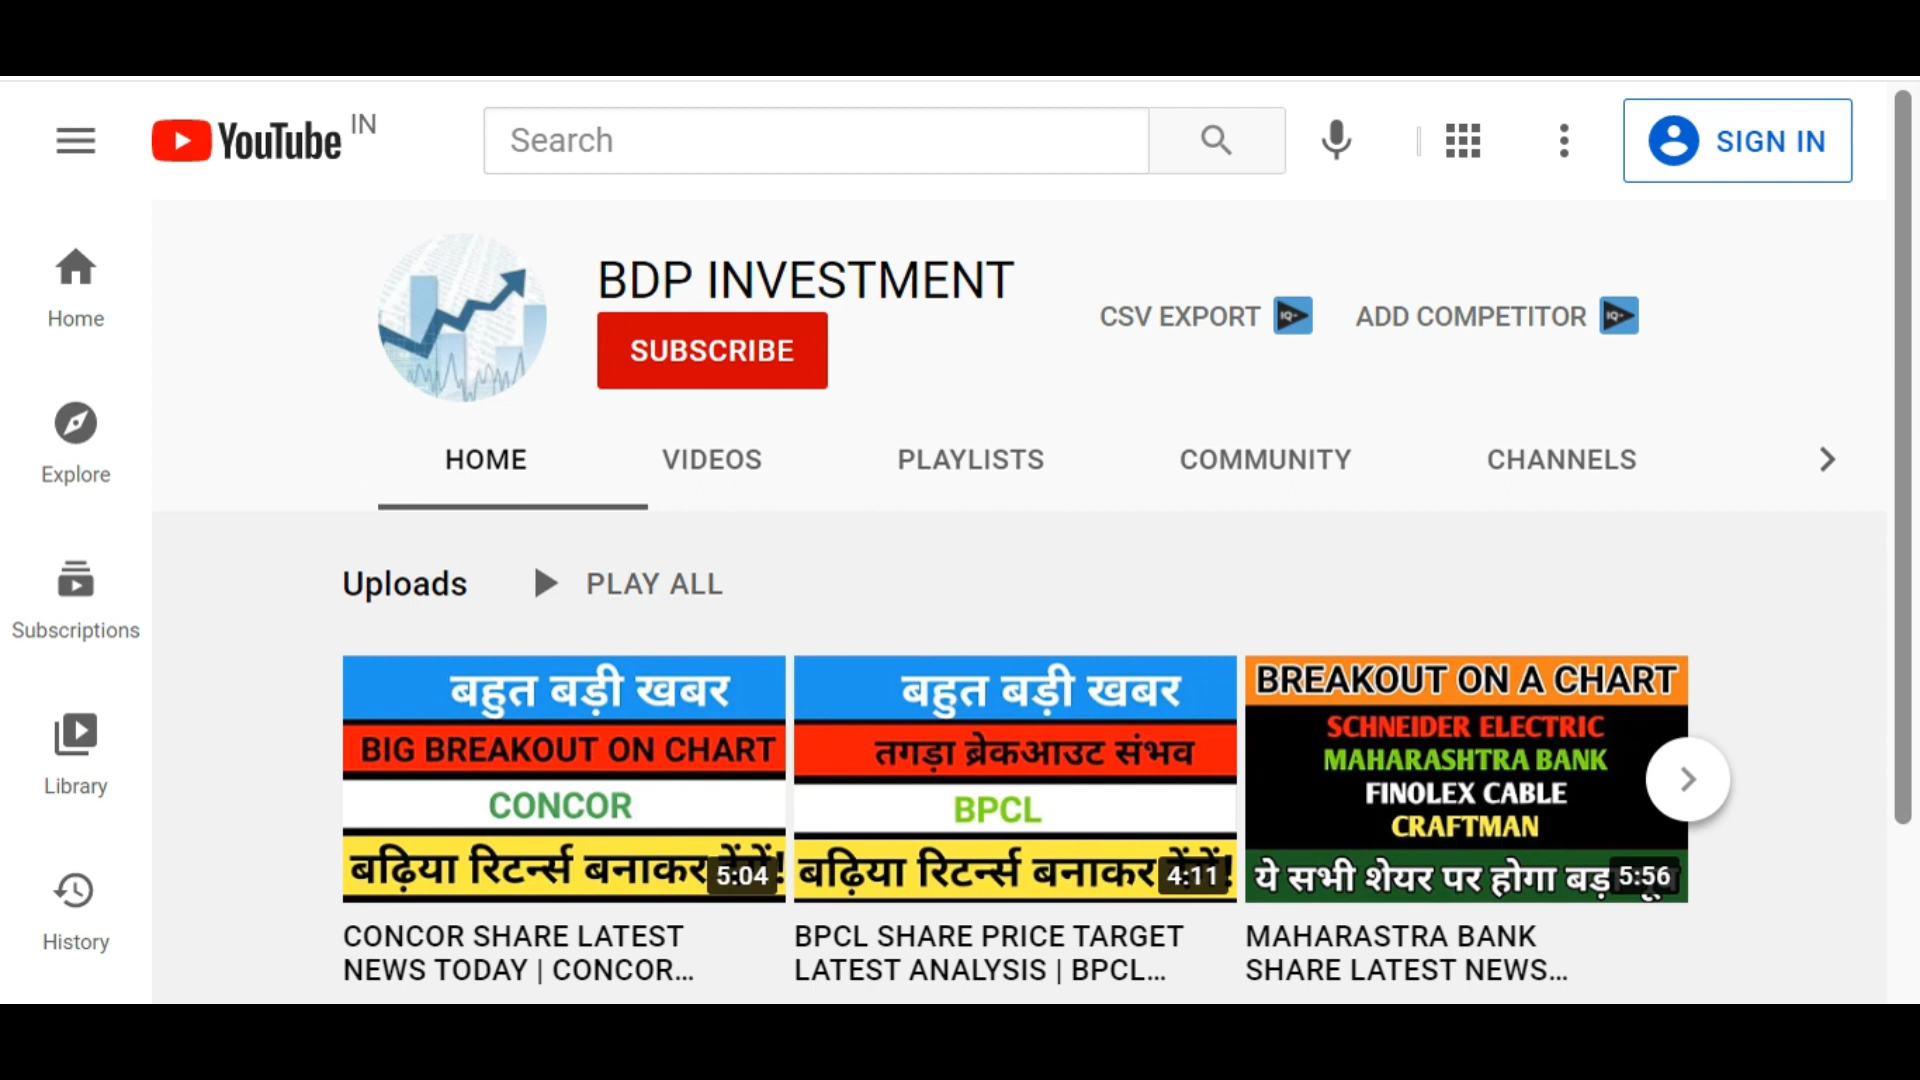 YouTube IN
Search
SIGN IN
Home
Explore
Subscriptions
Library
History
BDP INVESTMENT
SUBSCRIBE
CSV EXPORT IQ+
ADD COMPETITOR IQ+
HOME VIDEOS PLAYLISTS COMMUNITY CHANNELS
Uploads PLAY ALL
बहुत बड़ी खबर
BIG BREAKOUT ON CHART
CONCOR
बढ़िया रिटर्न्स बनाकर
5:04
CONCOR SHARE LATEST
NEWS TODAY | CONCOR...
बहुत बड़ी खबर
तगड़ा ब्रेकआउट संभव
BPCL
बढ़िया रिटर्न्स बनाकर
4:11
BPCL SHARE PRICE TARGET
LATEST ANALYSIS | BPCL...
BREAKOUT ON A CHART
SCHNEIDER ELECTRIC
MAHARASHTRA BANK
FINOLEX CABLE
CRAFTMAN
ये सभी शेयर पर होगा
5:56
MAHARASTRA BANK
SHARE LATEST NEWS...